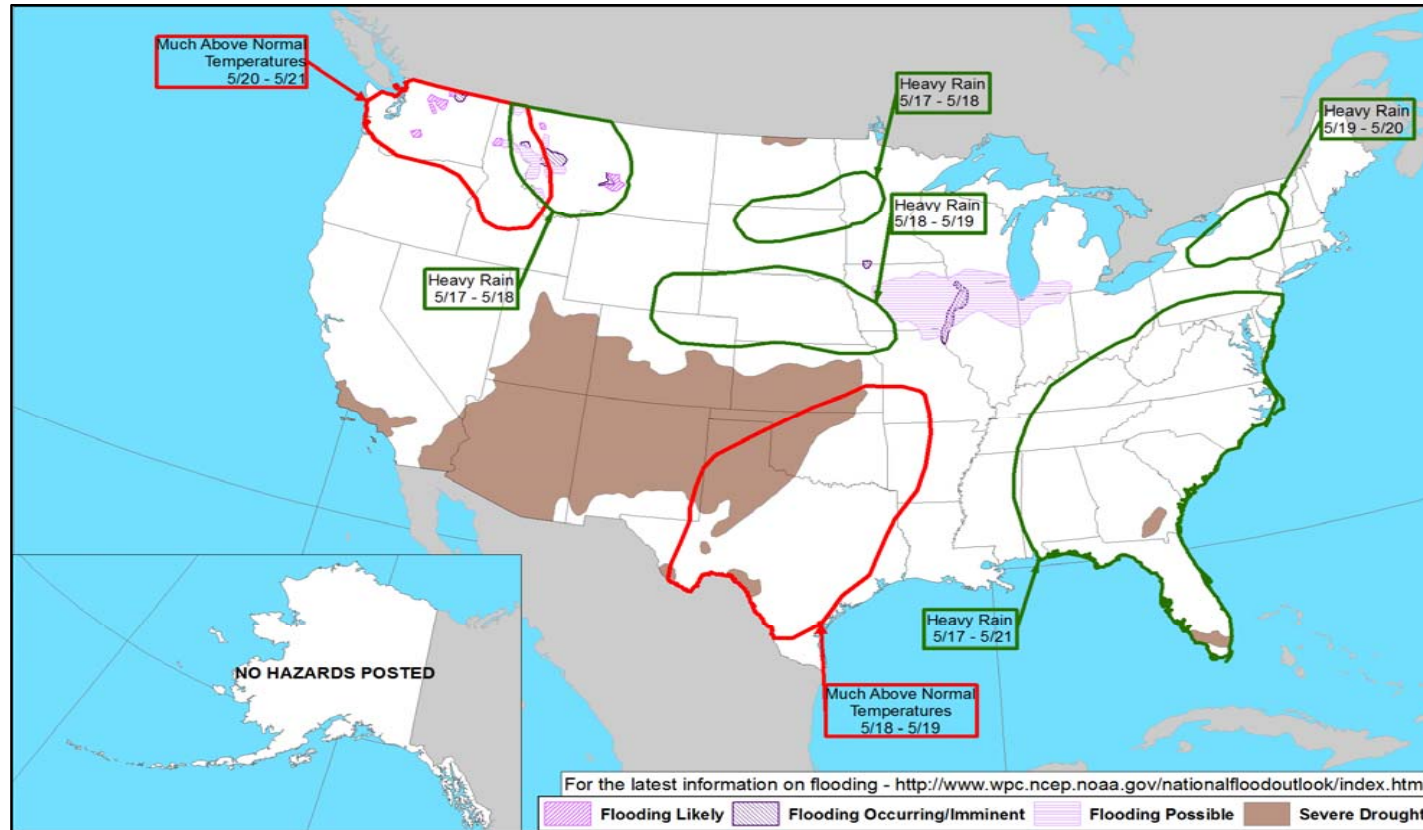 Much Above Normal
Temperatures
5/20 - 5/21
Heavy Rain
5/17 - 5/18
Heavy Rain
5/19 - 5/20
Heavy Rain
5/18 - 5/19
Heavy Rain
5/17 - 5/18
Heavy Rain
5/17 - 5/21
NO HAZARDS POSTED
Much Above Normal
Temperatures
5/18 - 5/19
For the latest information on flooding - http://www.wpc.ncep.noaa.gov/nationalfloodoutlook/index.htm
Flooding Likely Flooding Occurring/Imminent Flooding Possible Severe Drought